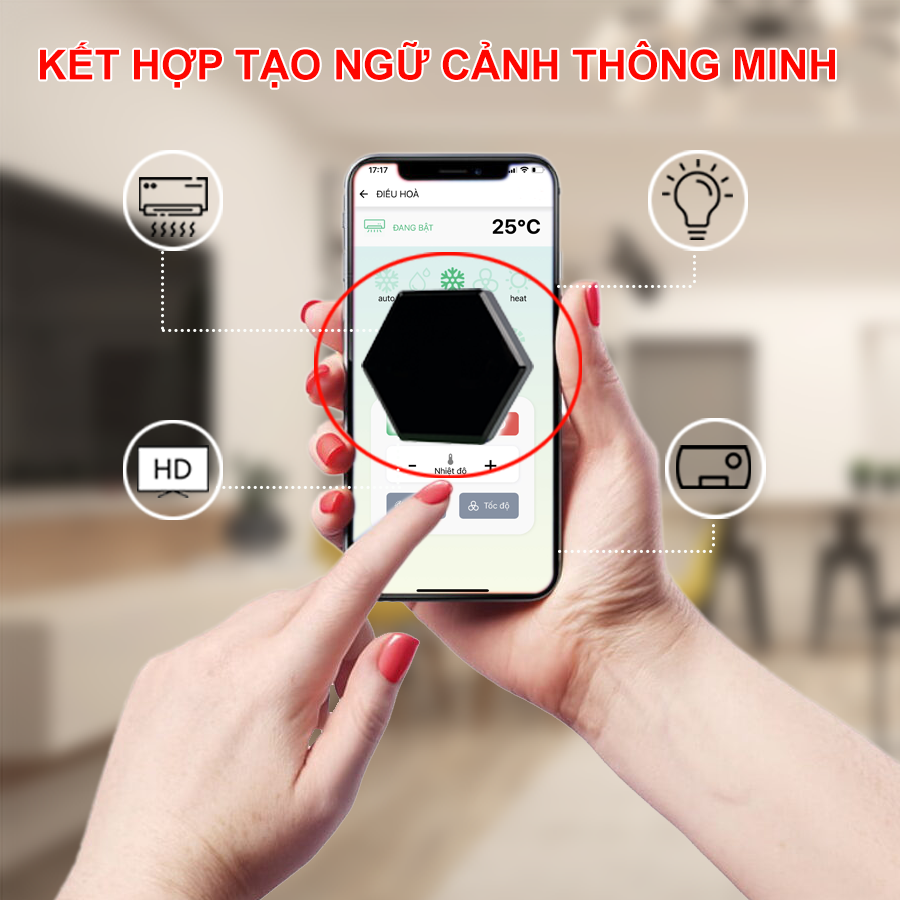 KẾT HỢP TẠO NGỮ CẢNH THÔNG MINH
17:17
ĐIỀU HOÀ
ĐANG BẬT
25°C
auto
heat
HD
- Nhiệt độ +
Tốc độ